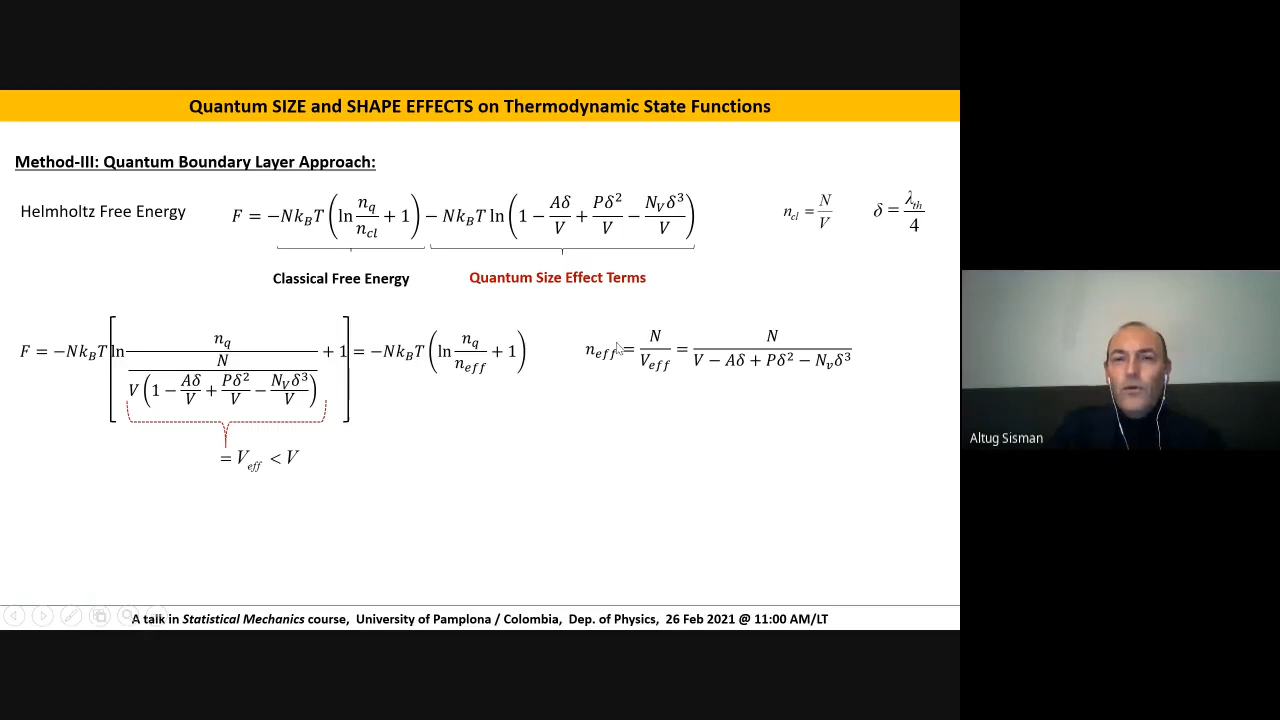 Quantum SIZE and SHAPE EFFECTS on Thermodynamic State Functions
Method-III: Quantum Boundary Layer Approach:
Helmholtz Free Energy F = −Nk_BT (ln n_q/n_cl + 1) − Nk_BT ln (1 − Aδ/V + Pδ²/V − N_Vδ³/V) n_cl = N/V δ = λ_th/4
Classical Free Energy Quantum Size Effect Terms
F = −Nk_BT [ln n_q/(N/(V(1 − Aδ/V + Pδ²/V − N_Vδ³/V))) + 1] = −Nk_BT (ln n_q/n_eff + 1) n_eff = N/V_eff = N/(V − Aδ + Pδ² − N_vδ³)
= V_eff < V
Altug Sisman
A talk in Statistical Mechanics course, University of Pamplona / Colombia, Dep. of Physics, 26 Feb 2021 @ 11:00 AM/LT